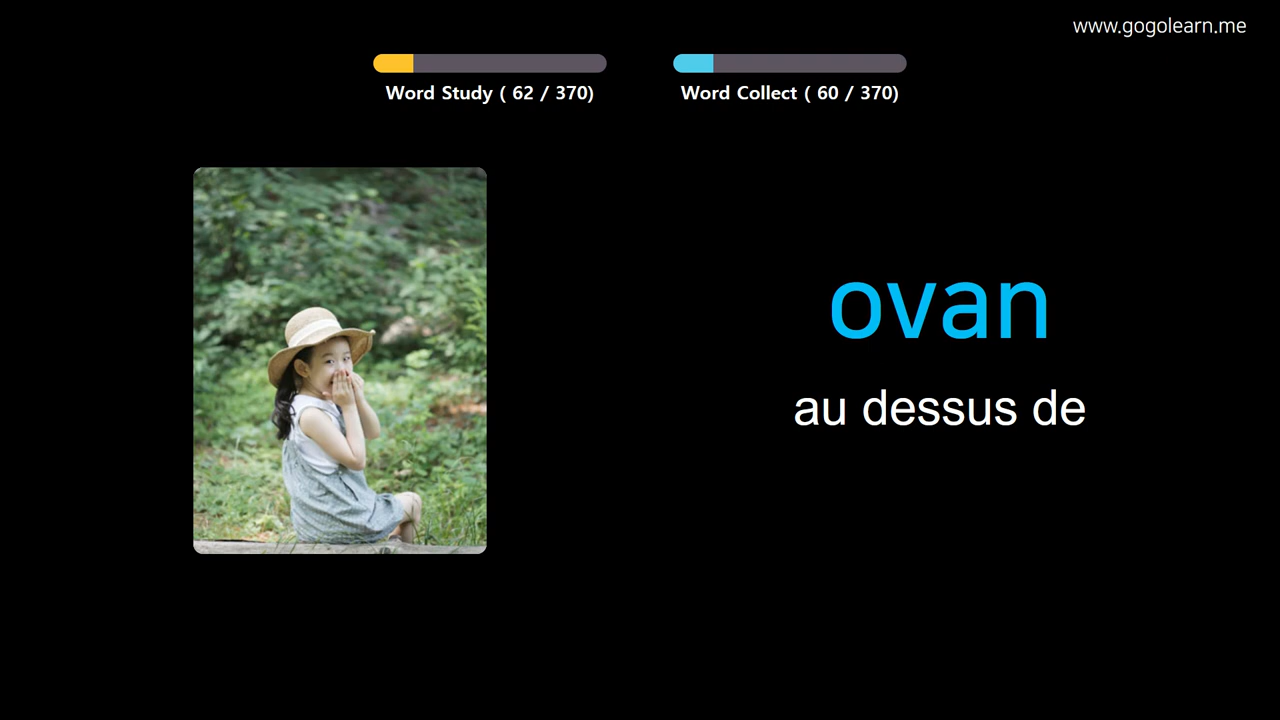 www.gogolearn.me
Word Study ( 62 / 370)
Word Collect ( 60 / 370)
ovan
au dessus de